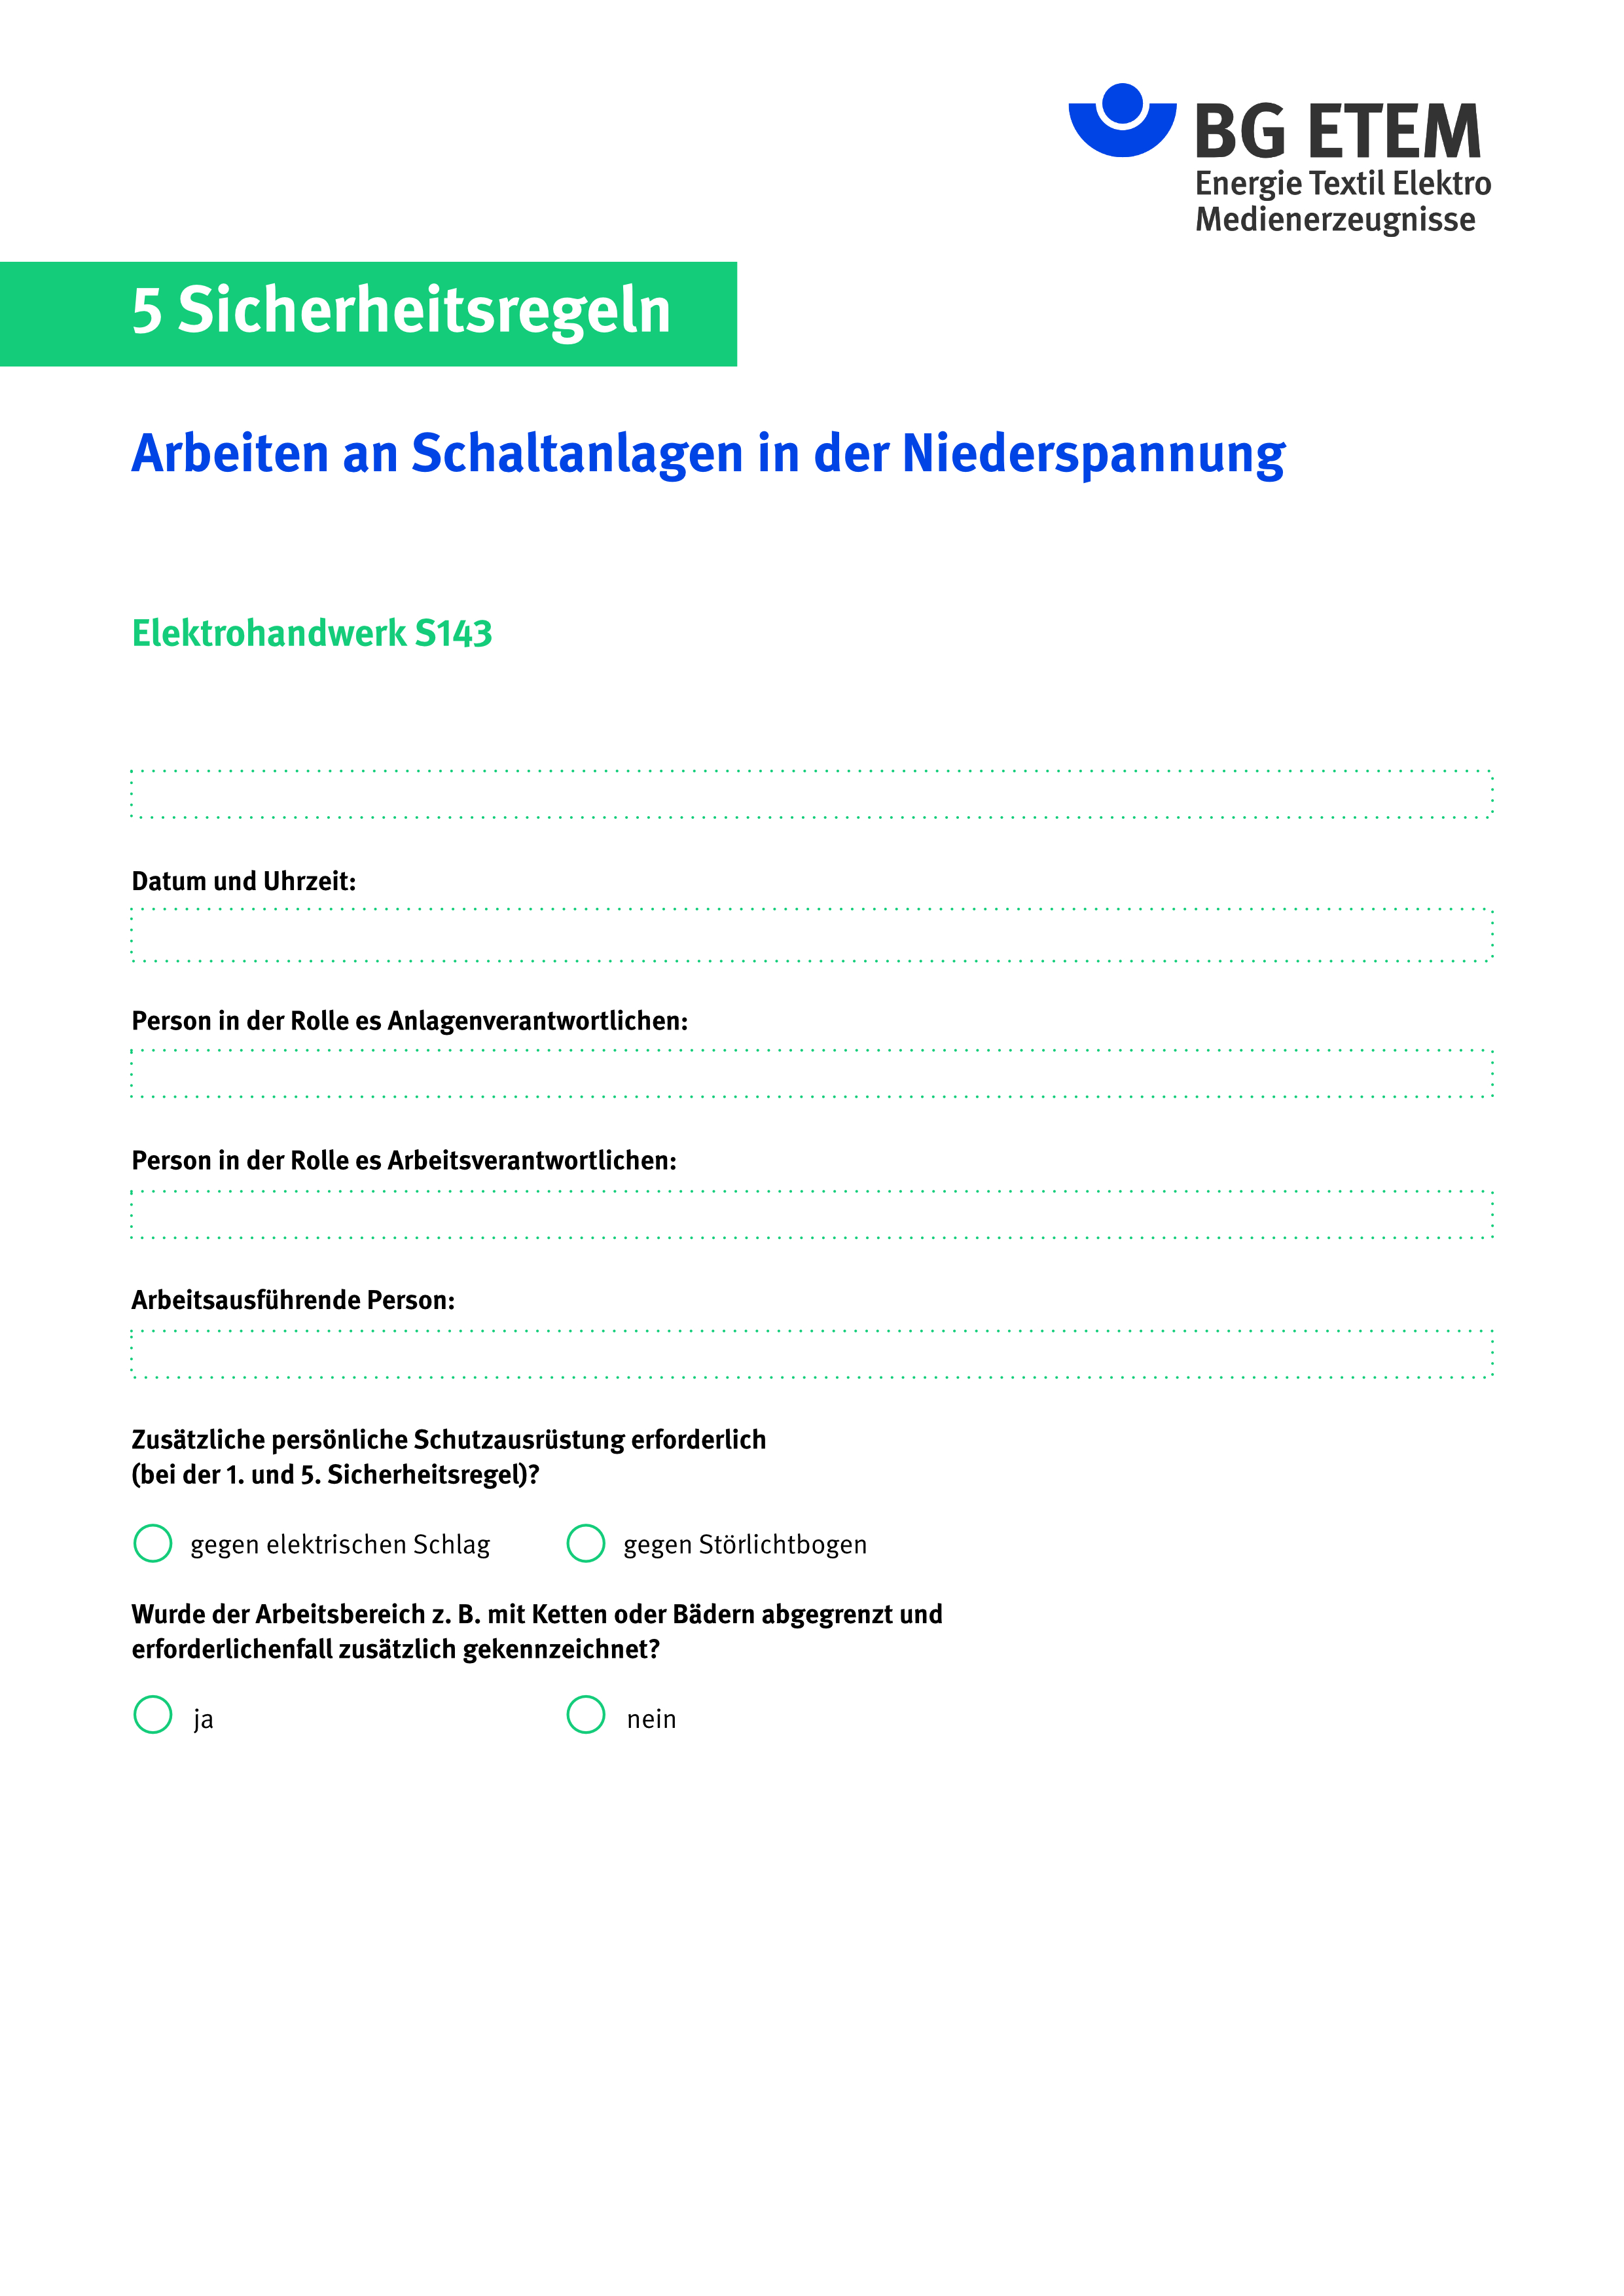 BG ETEM
Energie Textil Elektro
Medienerzeugnisse
5 Sicherheitsregeln
Arbeiten an Schaltanlagen in der Niederspannung
Elektrohandwerk S143
Datum und Uhrzeit:
Person in der Rolle es Anlagenverantwortlichen:
Person in der Rolle es Arbeitsverantwortlichen:
Arbeitsausführende Person:
Zusätzliche persönliche Schutzausrüstung erforderlich
(bei der 1. und 5. Sicherheitsregel)?
gegen elektrischen Schlag gegen Störlichtbogen
Wurde der Arbeitsbereich z. B. mit Ketten oder Bädern abgegrenzt und
erforderlichenfall zusätzlich gekennzeichnet?
ja nein